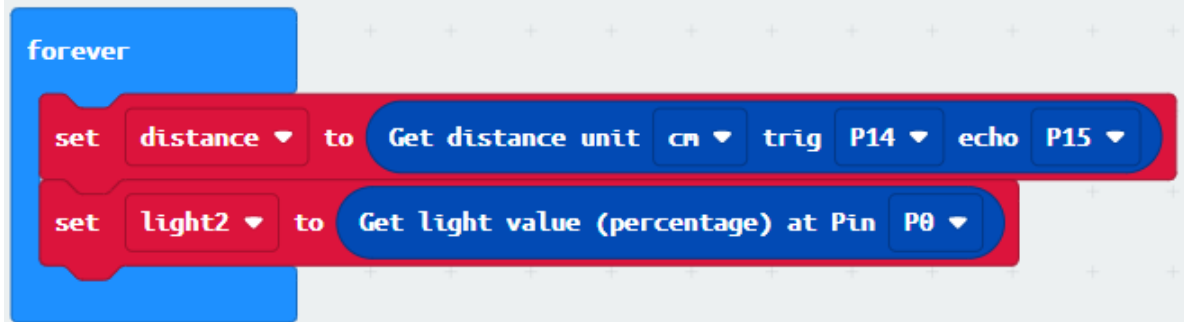 forever
set distance to Get distance unit cm trig P14 echo P15
set light2 to Get light value (percentage) at Pin P0